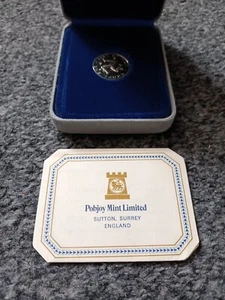 Pobjoy Mint Limited
SUTTON, SURREY
ENGLAND